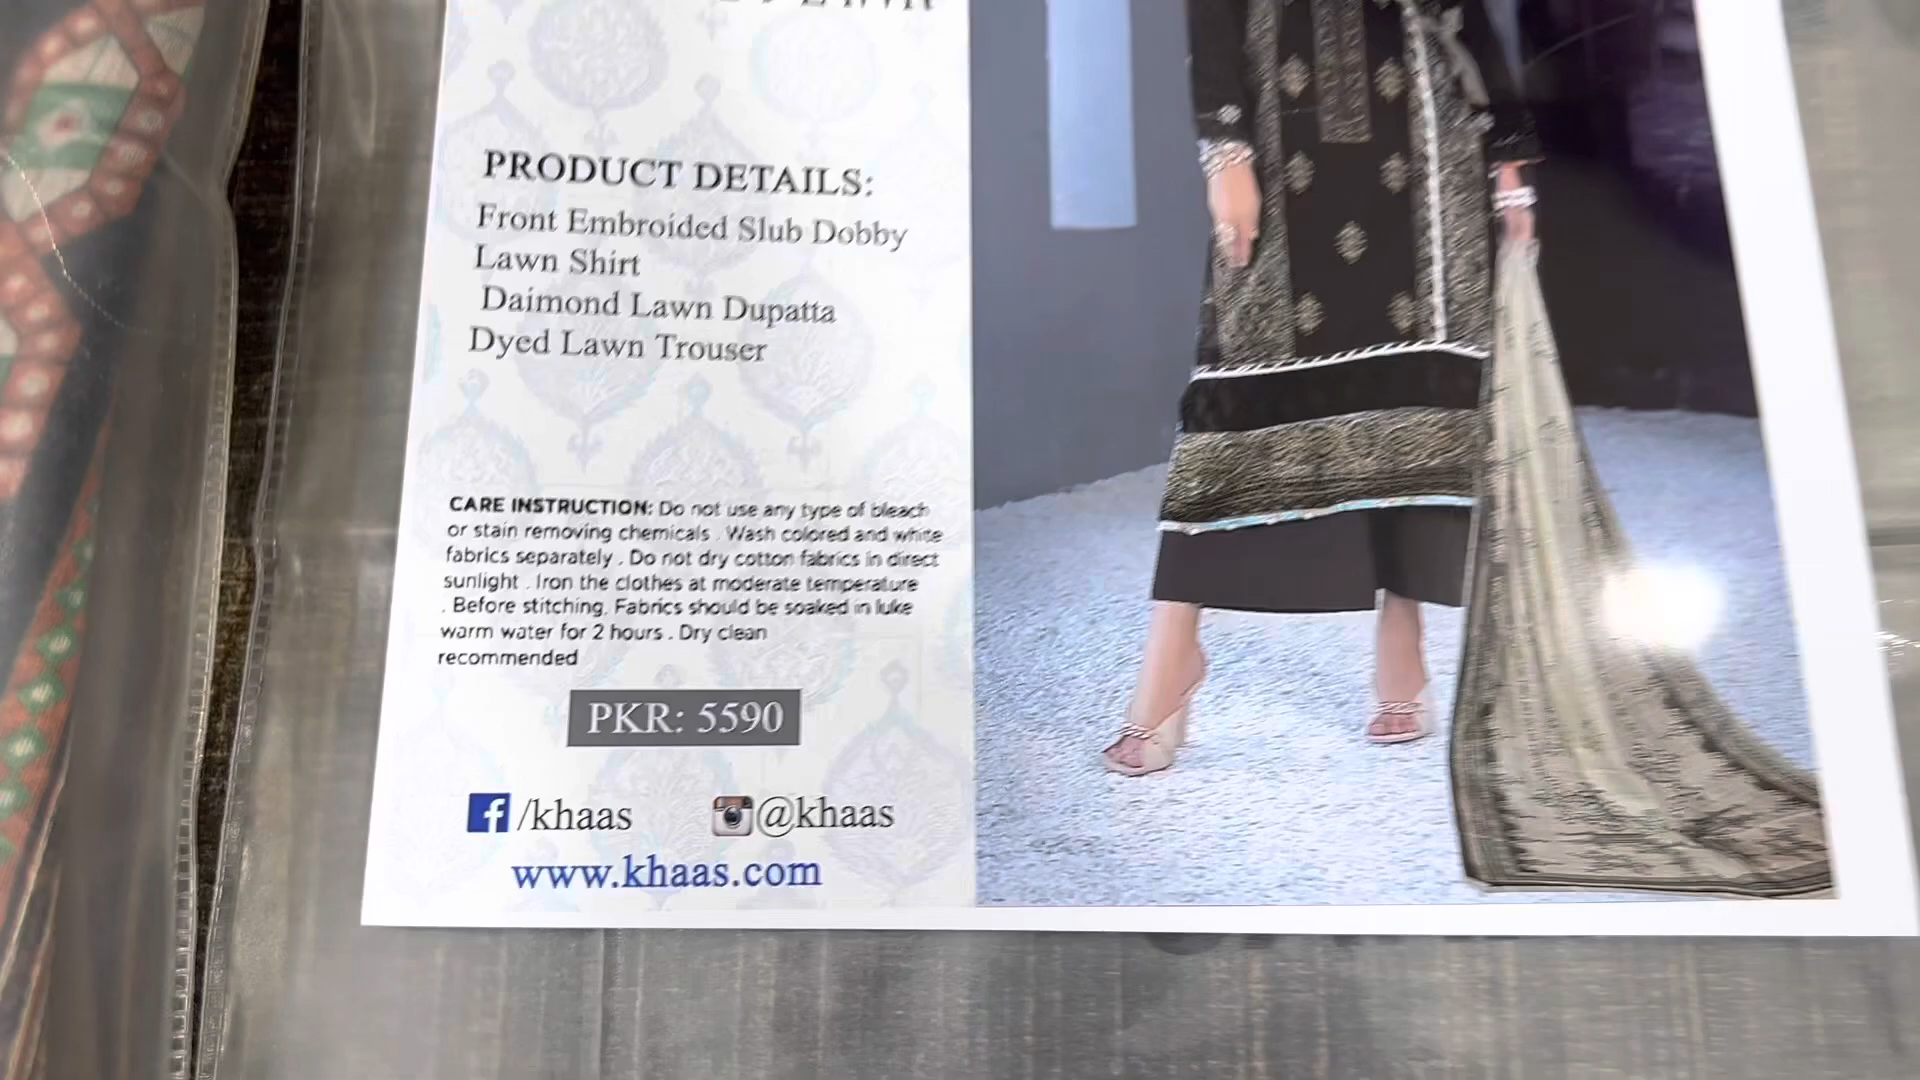 PRODUCT DETAILS:
Front Embroided Slub Dobby
Lawn Shirt
Daimond Lawn Dupatta
Dyed Lawn Trouser
CARE INSTRUCTION: Do not use any type of bleach
or stain removing chemicals . Wash colored and white
fabrics separately . Do not dry cotton fabrics in direct
sunlight . Iron the clothes at moderate temperature
. Before stitching, Fabrics should be soaked in luke
warm water for 2 hours . Dry clean
recommended
PKR: 5590
/khaas
@khaas
www.khaas.com